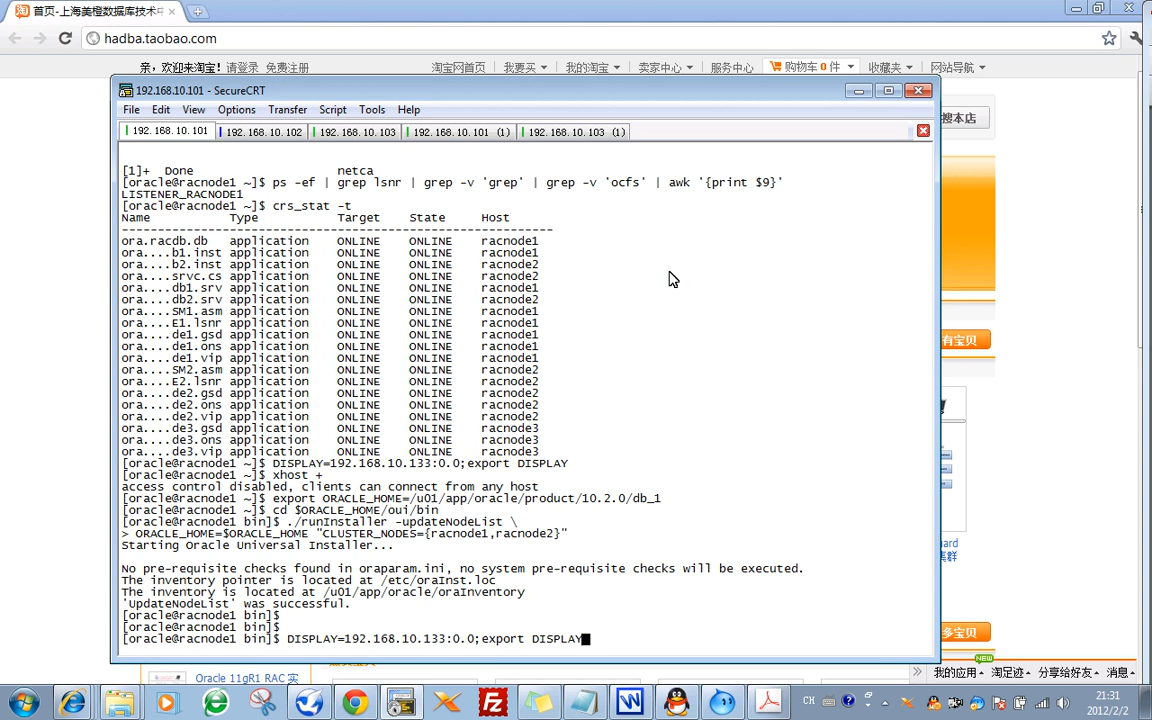 首页-上海美橙数据库技术中
hadba.taobao.com
亲，欢迎来淘宝！请登录 免费注册
淘宝网首页
我要买
我的淘宝
卖家中心
服务中心
购物车 0 件
收藏夹
网站导航
192.168.10.101 - SecureCRT
File Edit View Options Transfer Script Tools Help
192.168.10.101 192.168.10.102 192.168.10.103 192.168.10.101 (1) 192.168.10.103 (1)
搜本店
[1]+  Done                    netca
[oracle@racnode1 ~]$ ps -ef | grep lsnr | grep -v 'grep' | grep -v 'ocfs' | awk '{print $9}'
LISTENER_RACNODE1
[oracle@racnode1 ~]$ crs_stat -t
Name           Type           Target    State     Host
------------------------------------------------------------
ora.racdb.db   application    ONLINE    ONLINE    racnode1
ora....b1.inst application    ONLINE    ONLINE    racnode1
ora....b2.inst application    ONLINE    ONLINE    racnode2
ora....srvc.cs application    ONLINE    ONLINE    racnode2
ora....db1.srv application    ONLINE    ONLINE    racnode1
ora....db2.srv application    ONLINE    ONLINE    racnode2
ora....SM1.asm application    ONLINE    ONLINE    racnode1
ora....E1.lsnr application    ONLINE    ONLINE    racnode1
ora....de1.gsd application    ONLINE    ONLINE    racnode1
ora....de1.ons application    ONLINE    ONLINE    racnode1
ora....de1.vip application    ONLINE    ONLINE    racnode1
ora....SM2.asm application    ONLINE    ONLINE    racnode2
ora....E2.lsnr application    ONLINE    ONLINE    racnode2
ora....de2.gsd application    ONLINE    ONLINE    racnode2
ora....de2.ons application    ONLINE    ONLINE    racnode2
ora....de2.vip application    ONLINE    ONLINE    racnode2
ora....de3.gsd application    ONLINE    ONLINE    racnode3
ora....de3.ons application    ONLINE    ONLINE    racnode3
ora....de3.vip application    ONLINE    ONLINE    racnode3
[oracle@racnode1 ~]$ DISPLAY=192.168.10.133:0.0;export DISPLAY
[oracle@racnode1 ~]$ xhost +
access control disabled, clients can connect from any host
[oracle@racnode1 ~]$ export ORACLE_HOME=/u01/app/oracle/product/10.2.0/db_1
[oracle@racnode1 ~]$ cd $ORACLE_HOME/oui/bin
[oracle@racnode1 bin]$ ./runInstaller -updateNodeList \
> ORACLE_HOME=$ORACLE_HOME "CLUSTER_NODES={racnode1,racnode2}"
Starting Oracle Universal Installer...
No pre-requisite checks found in oraparam.ini, no system pre-requisite checks will be executed.
The inventory pointer is located at /etc/oraInst.loc
The inventory is located at /u01/app/oracle/oraInventory
'UpdateNodeList' was successful.
[oracle@racnode1 bin]$
[oracle@racnode1 bin]$
[oracle@racnode1 bin]$ DISPLAY=192.168.10.133:0.0;export DISPLAY
有宝贝
uard
集群
多宝贝
NEW
Oracle 11gR1 RAC 实
我的应用
淘足迹
分享给好友
消息
CH
21:31
2012/2/2